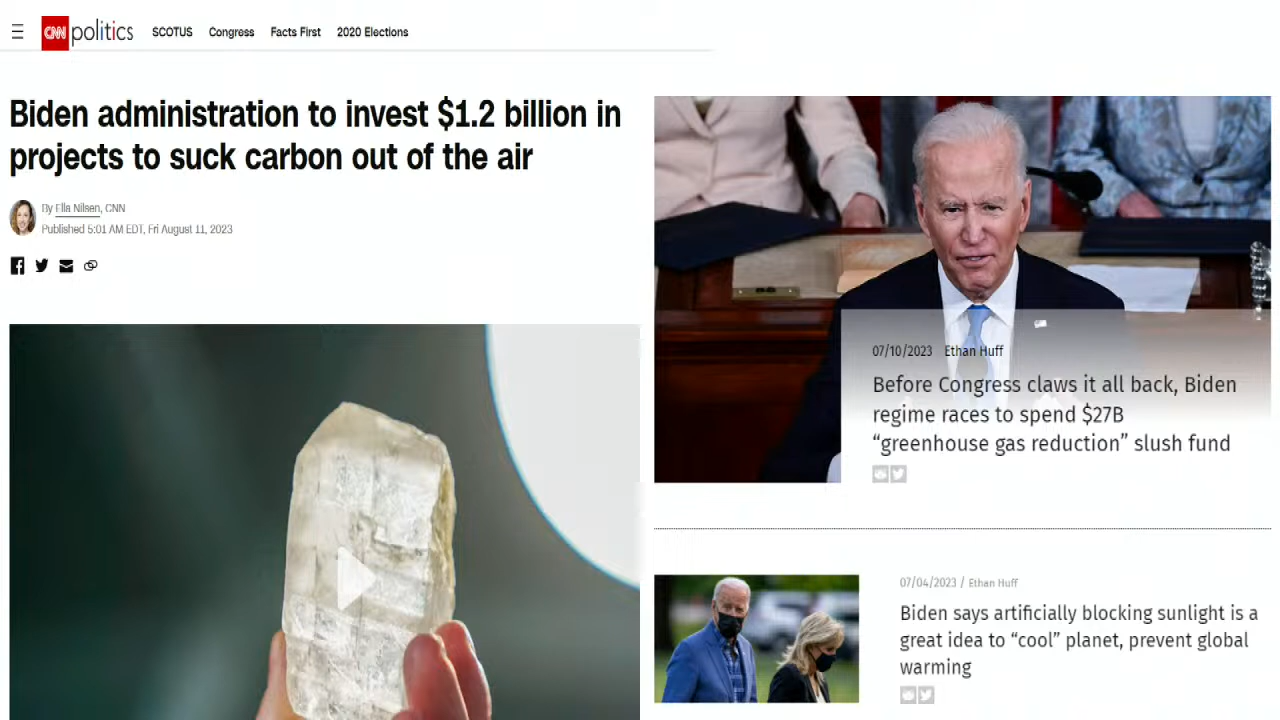 CNN politics SCOTUS Congress Facts First 2020 Elections
Biden administration to invest $1.2 billion in
projects to suck carbon out of the air
By Ella Nilsen, CNN
Published 5:01 AM EDT, Fri August 11, 2023
07/10/2023 Ethan Huff
Before Congress claws it all back, Biden
regime races to spend $27B
“greenhouse gas reduction” slush fund
07/04/2023 / Ethan Huff
Biden says artificially blocking sunlight is a
great idea to “cool” planet, prevent global
warming